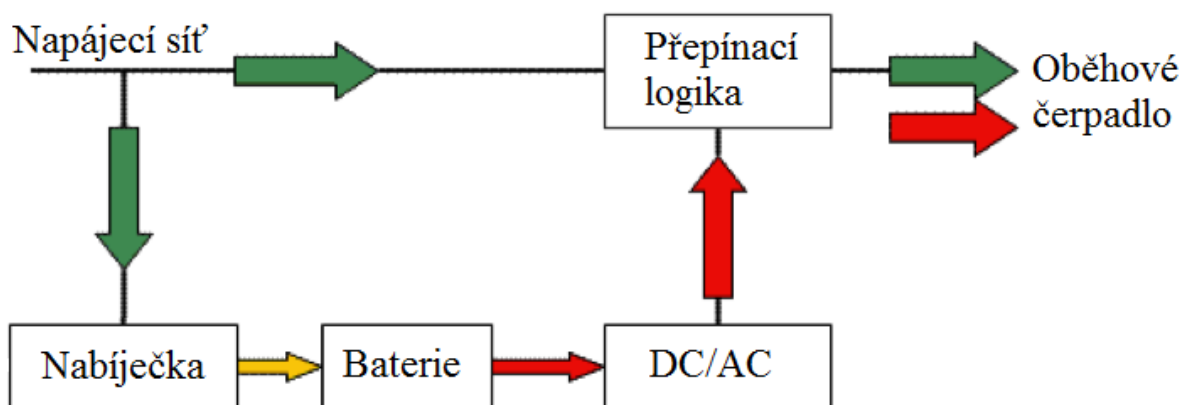 Napájecí síť
Přepínací
logika
Oběhové
čerpadlo
Nabíječka
Baterie
DC/AC